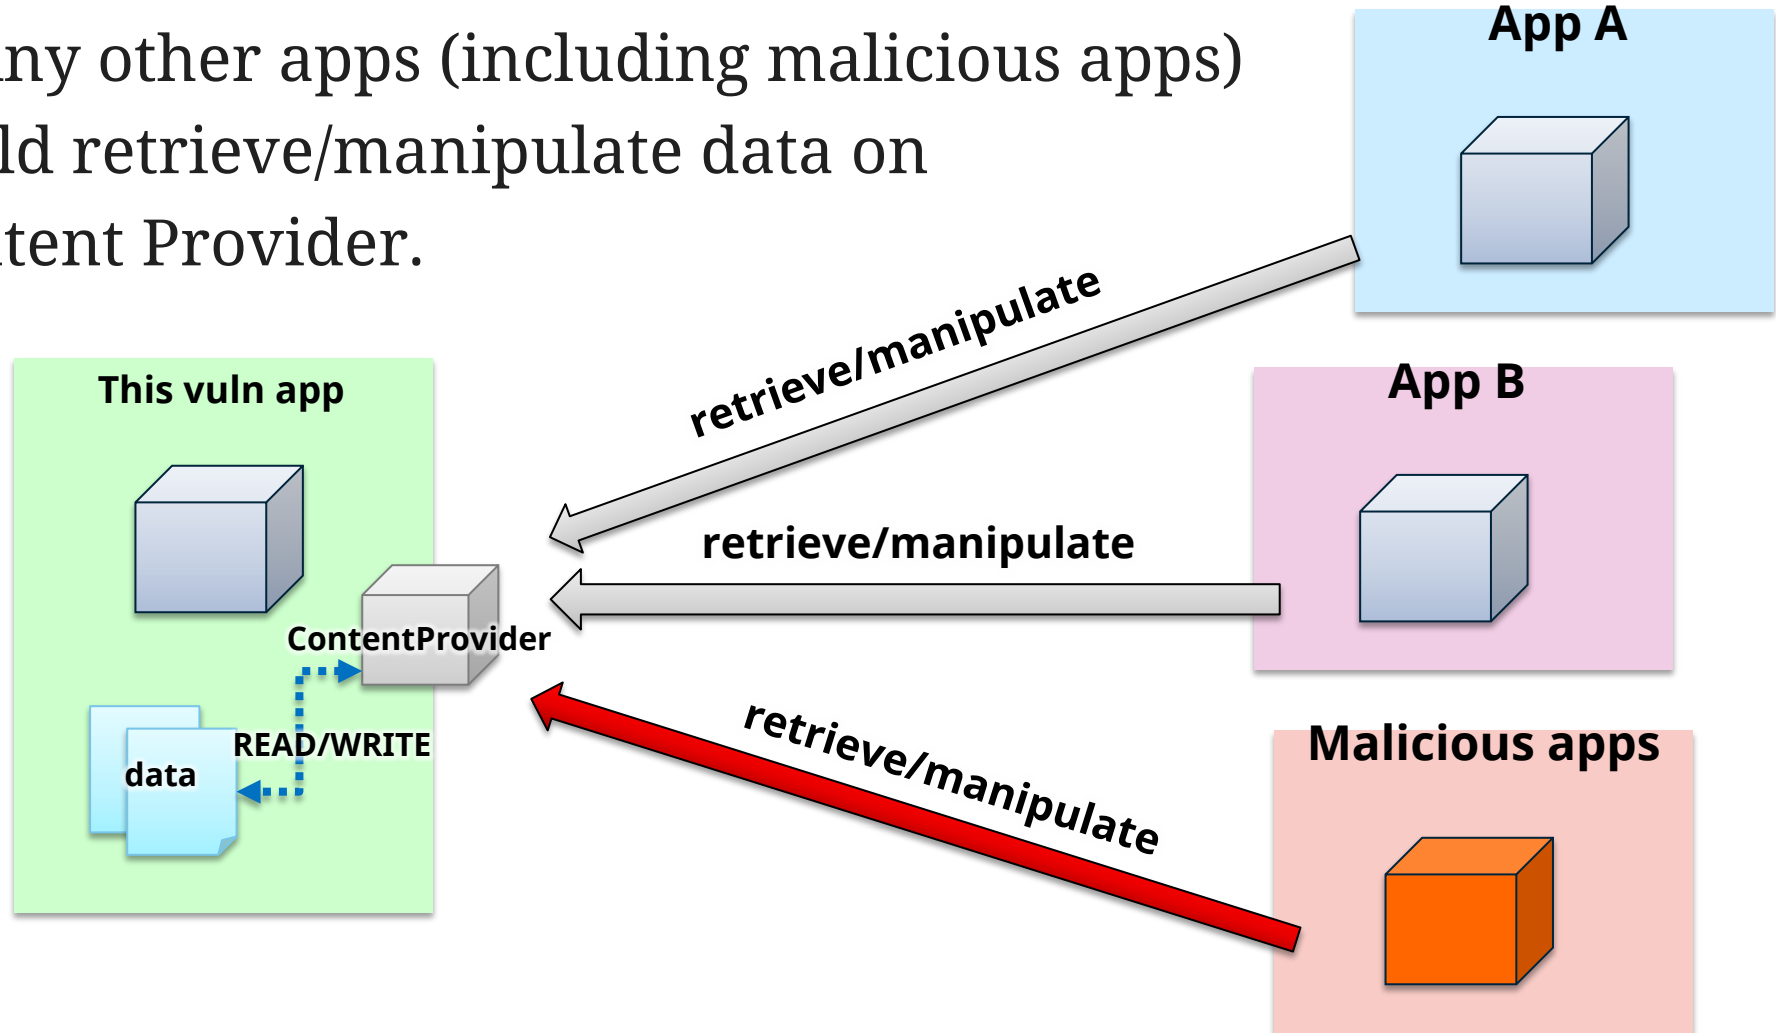 ny other apps (including malicious apps)
ld retrieve/manipulate data on
tent Provider.
App A
retrieve/manipulate
This vuln app
App B
retrieve/manipulate
ContentProvider
READ/WRITE
data
retrieve/manipulate
Malicious apps